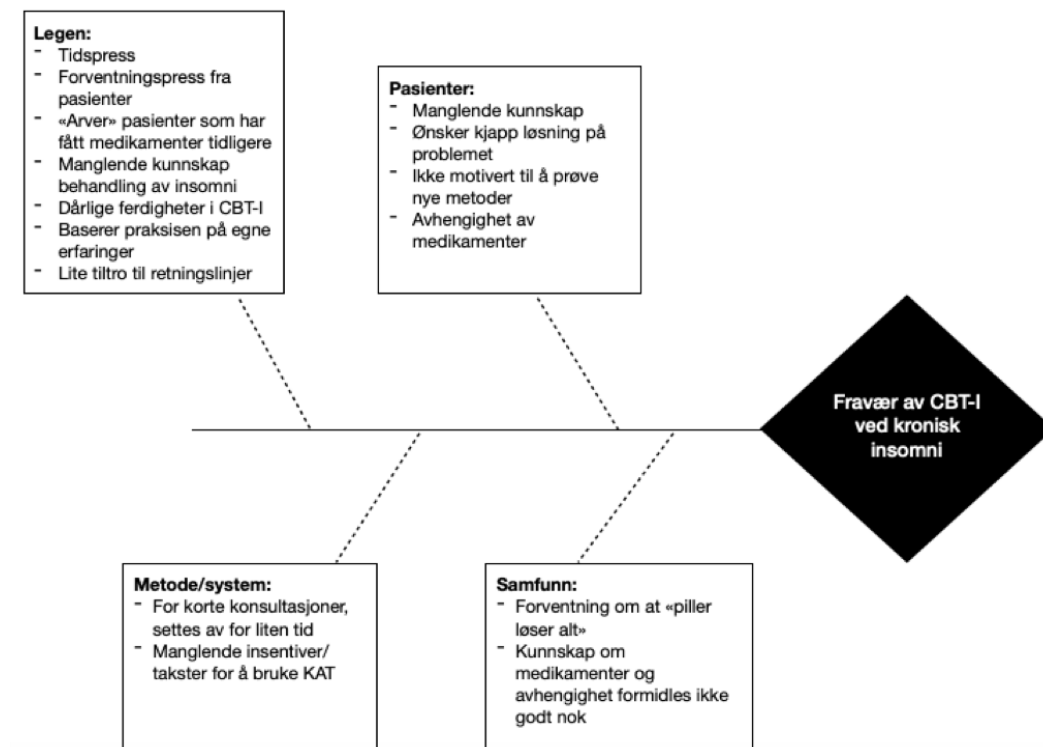 Legen:
- Tidspress
- Forventningspress fra
pasienter
- «Arver» pasienter som har
fått medikamenter tidligere
- Manglende kunnskap
behandling av insomni
- Dårlige ferdigheter i CBT-I
- Baserer praksisen på egne
erfaringer
- Lite tiltro til retningslinjer
Pasienter:
- Manglende kunnskap
- Ønsker kjapp løsning på
problemet
- Ikke motivert til å prøve
nye metoder
- Avhengighet av
medikamenter
Fravær av CBT-I
ved kronisk
insomni
Metode/system:
- For korte konsultasjoner,
settes av for liten tid
- Manglende insentiver/
takster for å bruke KAT
Samfunn:
- Forventning om at «piller
løser alt»
- Kunnskap om
medikamenter og
avhengighet formidles ikke
godt nok